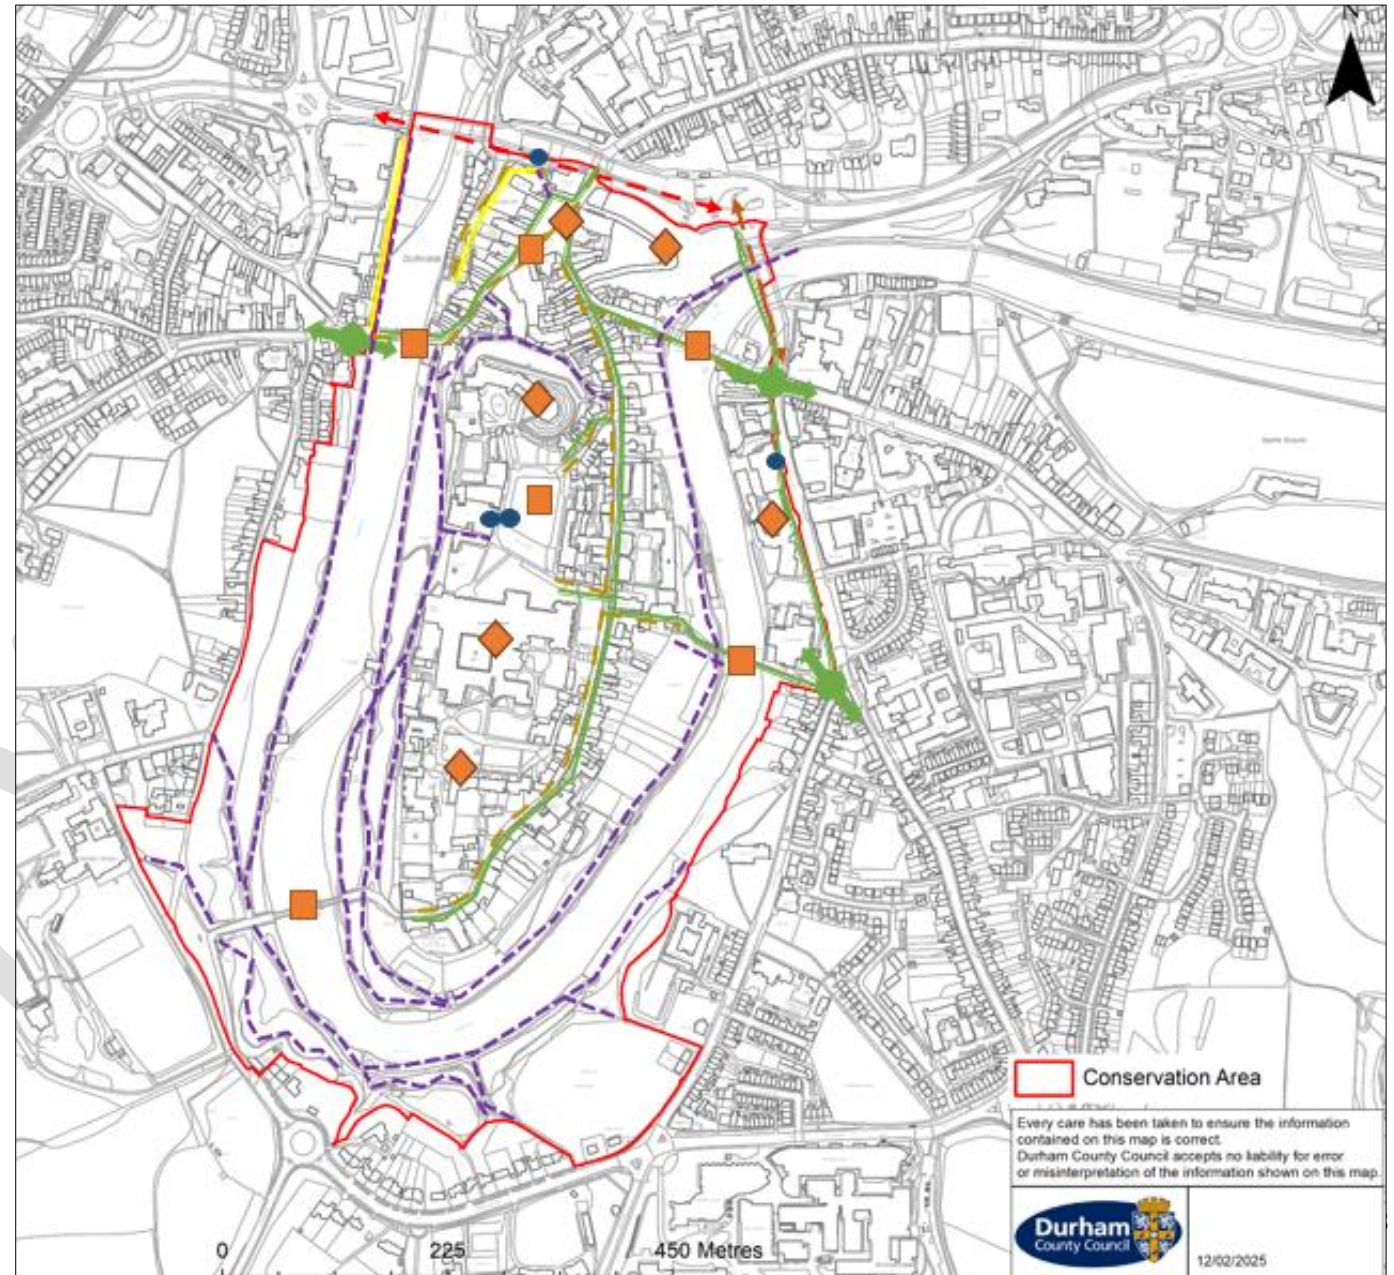 N
Conservation Area
Every care has been taken to ensure the information
contained on this map is correct.
Durham County Council accepts no liability for error
or misinterpretation of the information shown on this map.
Durham
County Council
12/02/2025
0 225 450 Metres